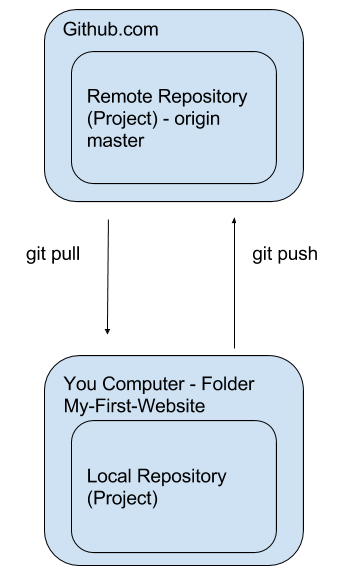 Github.com
Remote Repository
(Project) - origin
master
git pull
git push
You Computer - Folder
My-First-Website
Local Repository
(Project)